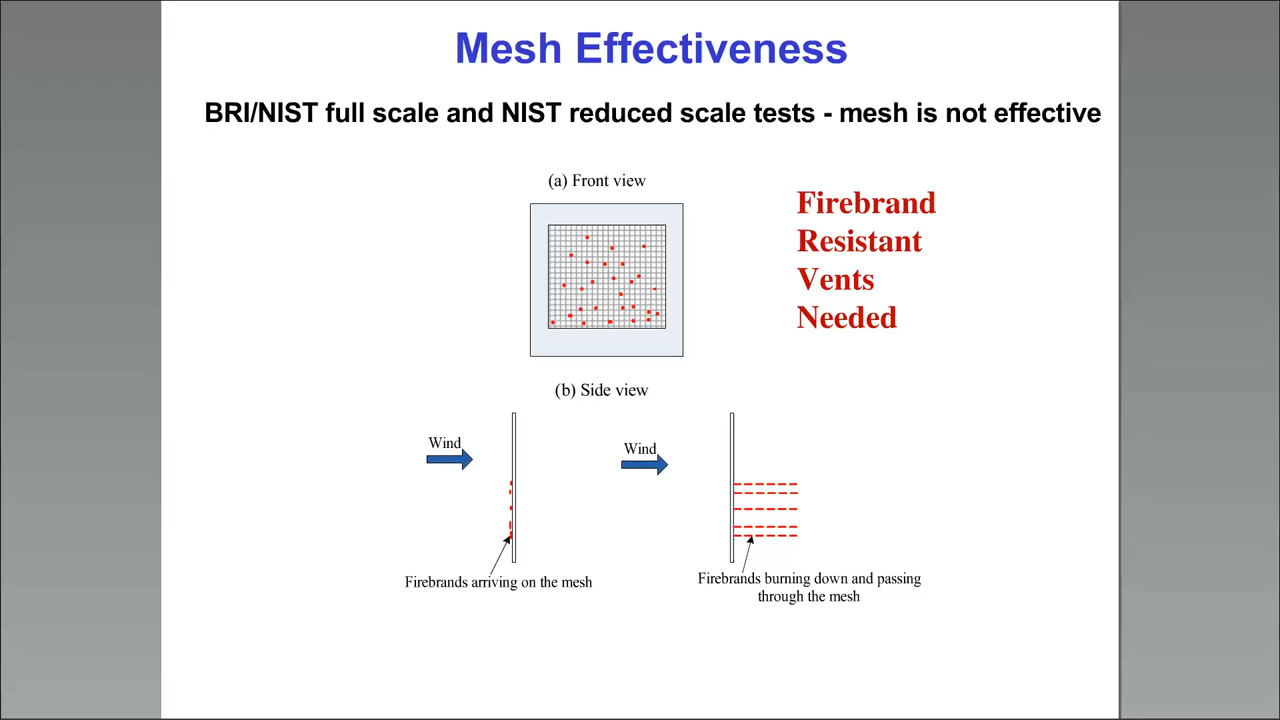 Mesh Effectiveness
BRI/NIST full scale and NIST reduced scale tests - mesh is not effective
(a) Front view
Firebrand
Resistant
Vents
Needed
(b) Side view
Wind
Wind
Firebrands arriving on the mesh
Firebrands burning down and passing
through the mesh